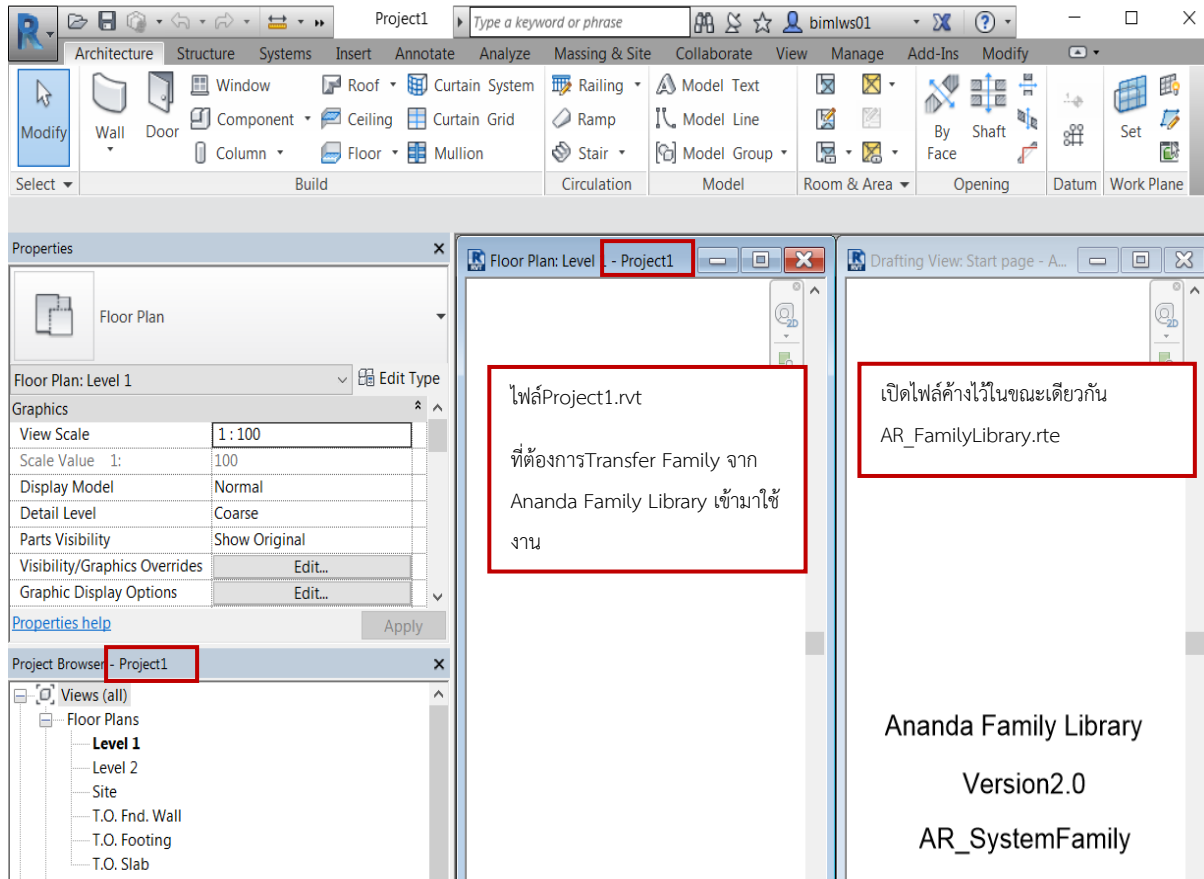 Project1
Type a keyword or phrase
bimlws01
Architecture Structure Systems Insert Annotate Analyze Massing & Site Collaborate View Manage Add-Ins Modify
Modify
Wall
Door
Window
Component
Column
Roof
Ceiling
Floor
Curtain System
Curtain Grid
Mullion
Railing
Ramp
Stair
Model Text
Model Line
Model Group
By
Face
Shaft
Set
Select
Build
Circulation
Model
Room & Area
Opening
Datum
Work Plane
Properties
Floor Plan
Floor Plan: Level 1
Edit Type
Graphics
View Scale 1 : 100
Scale Value 1: 100
Display Model Normal
Detail Level Coarse
Parts Visibility Show Original
Visibility/Graphics Overrides Edit...
Graphic Display Options Edit...
Properties help
Apply
Project Browser - Project1
Views (all)
Floor Plans
Level 1
Level 2
Site
T.O. Fnd. Wall
T.O. Footing
T.O. Slab
Floor Plan: Level 1 - Project1
2D
ไฟล์Project1.rvt
ที่ต้องการTransfer Family จาก
Ananda Family Library เข้ามาใช้
งาน
Drafting View: Start page - A...
2D
เปิดไฟล์ค้างไว้ในขณะเดียวกัน
AR_FamilyLibrary.rte
Ananda Family Library
Version2.0
AR_SystemFamily